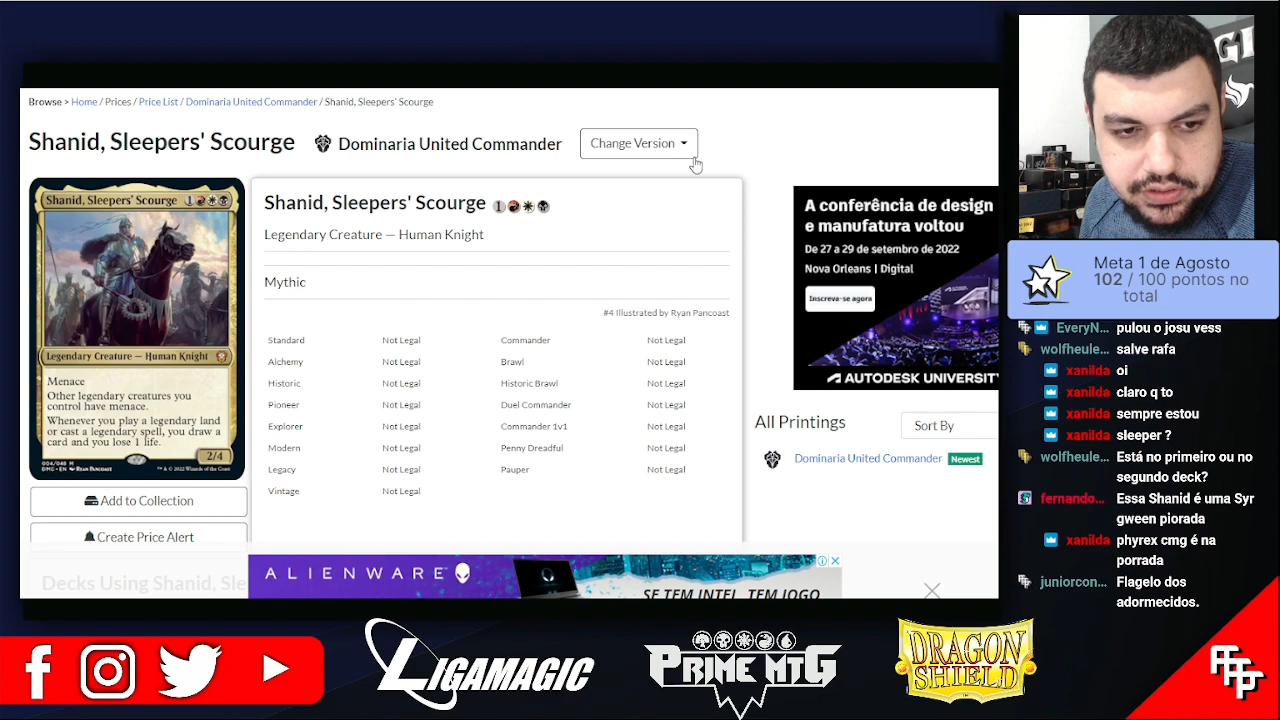 Browse > Home / Prices / Price List / Dominaria United Commander / Shanid, Sleepers' Scourge
Shanid, Sleepers' Scourge Dominaria United Commander Change Version
Shanid, Sleepers' Scourge
Legendary Creature — Human Knight
Menace
Other legendary creatures you
control have menace.
Whenever you play a legendary land
or cast a legendary spell, you draw a
card and you lose 1 life.
2/4
Add to Collection
Create Price Alert
Decks Using Shanid, Sle
Shanid, Sleepers' Scourge
Legendary Creature — Human Knight
Mythic
#4 Illustrated by Ryan Pancoast
Standard Not Legal Commander Not Legal
Alchemy Not Legal Brawl Not Legal
Historic Not Legal Historic Brawl Not Legal
Pioneer Not Legal Duel Commander Not Legal
Explorer Not Legal Commander 1v1 Not Legal
Modern Not Legal Penny Dreadful Not Legal
Legacy Not Legal Pauper Not Legal
Vintage Not Legal
A conferência de design
e manufatura voltou
De 27 a 29 de setembro de 2022
Nova Orleans | Digital
Inscreva-se agora
AUTODESK UNIVERSITY
All Printings Sort By
Dominaria United Commander Newest
ALIENWARE
SE TEM INTEL, TEM JOGO
Meta 1 de Agosto
102 / 100 pontos no
total
EveryN... pulou o josu vess
wolfheule... salve rafa
xanilda oi
xanilda claro q to
xanilda sempre estou
xanilda sleeper ?
wolfheule... Está no primeiro ou no
segundo deck?
fernando... Essa Shanid é uma Syr
gween piorada
xanilda phyrex cmg é na
porrada
juniorcon... Flagelo dos
adormecidos.
LIGAMAGIC
PRIME MTG
DRAGON
SHIELD